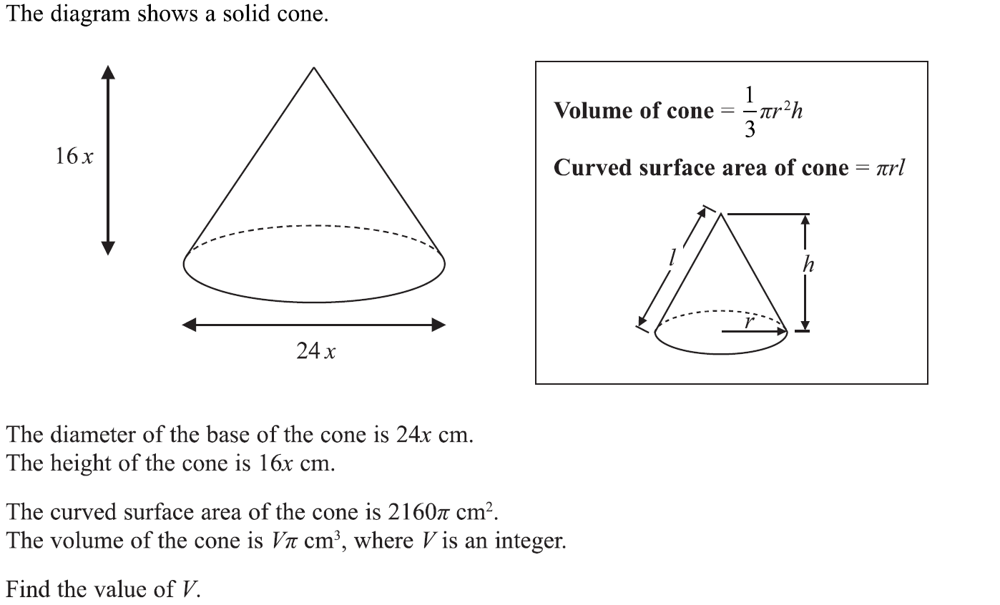 The diagram shows a solid cone.
16x
24x
Volume of cone = \frac{1}{3}πr²h
Curved surface area of cone = πrl
l
h
r
The diameter of the base of the cone is 24x cm.
The height of the cone is 16x cm.
The curved surface area of the cone is 2160π cm².
The volume of the cone is Vπ cm³, where V is an integer.
Find the value of V.